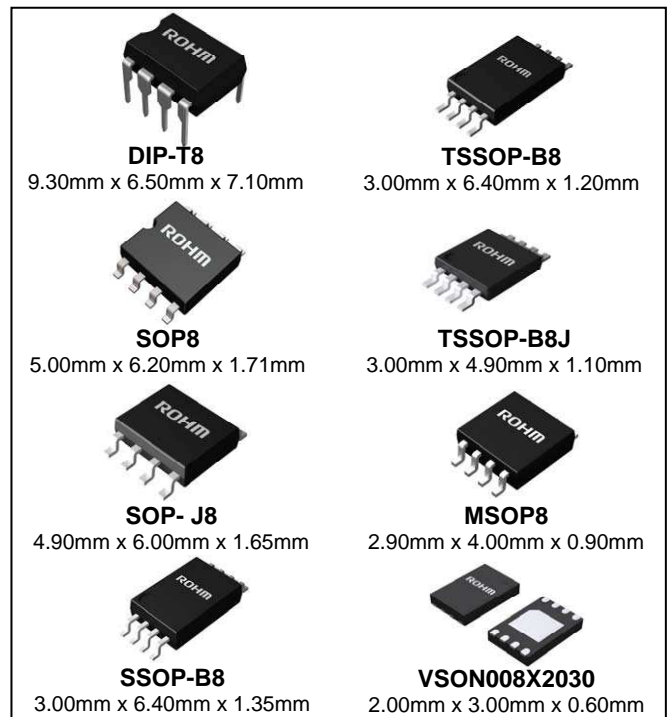 ROHM
DIP-T8
9.30mm x 6.50mm x 7.10mm
ROHM
TSSOP-B8
3.00mm x 6.40mm x 1.20mm
ROHM
SOP8
5.00mm x 6.20mm x 1.71mm
ROHM
TSSOP-B8J
3.00mm x 4.90mm x 1.10mm
ROHM
SOP- J8
4.90mm x 6.00mm x 1.65mm
ROHM
MSOP8
2.90mm x 4.00mm x 0.90mm
ROHM
SSOP-B8
3.00mm x 6.40mm x 1.35mm
ROHM
VSON008X2030
2.00mm x 3.00mm x 0.60mm